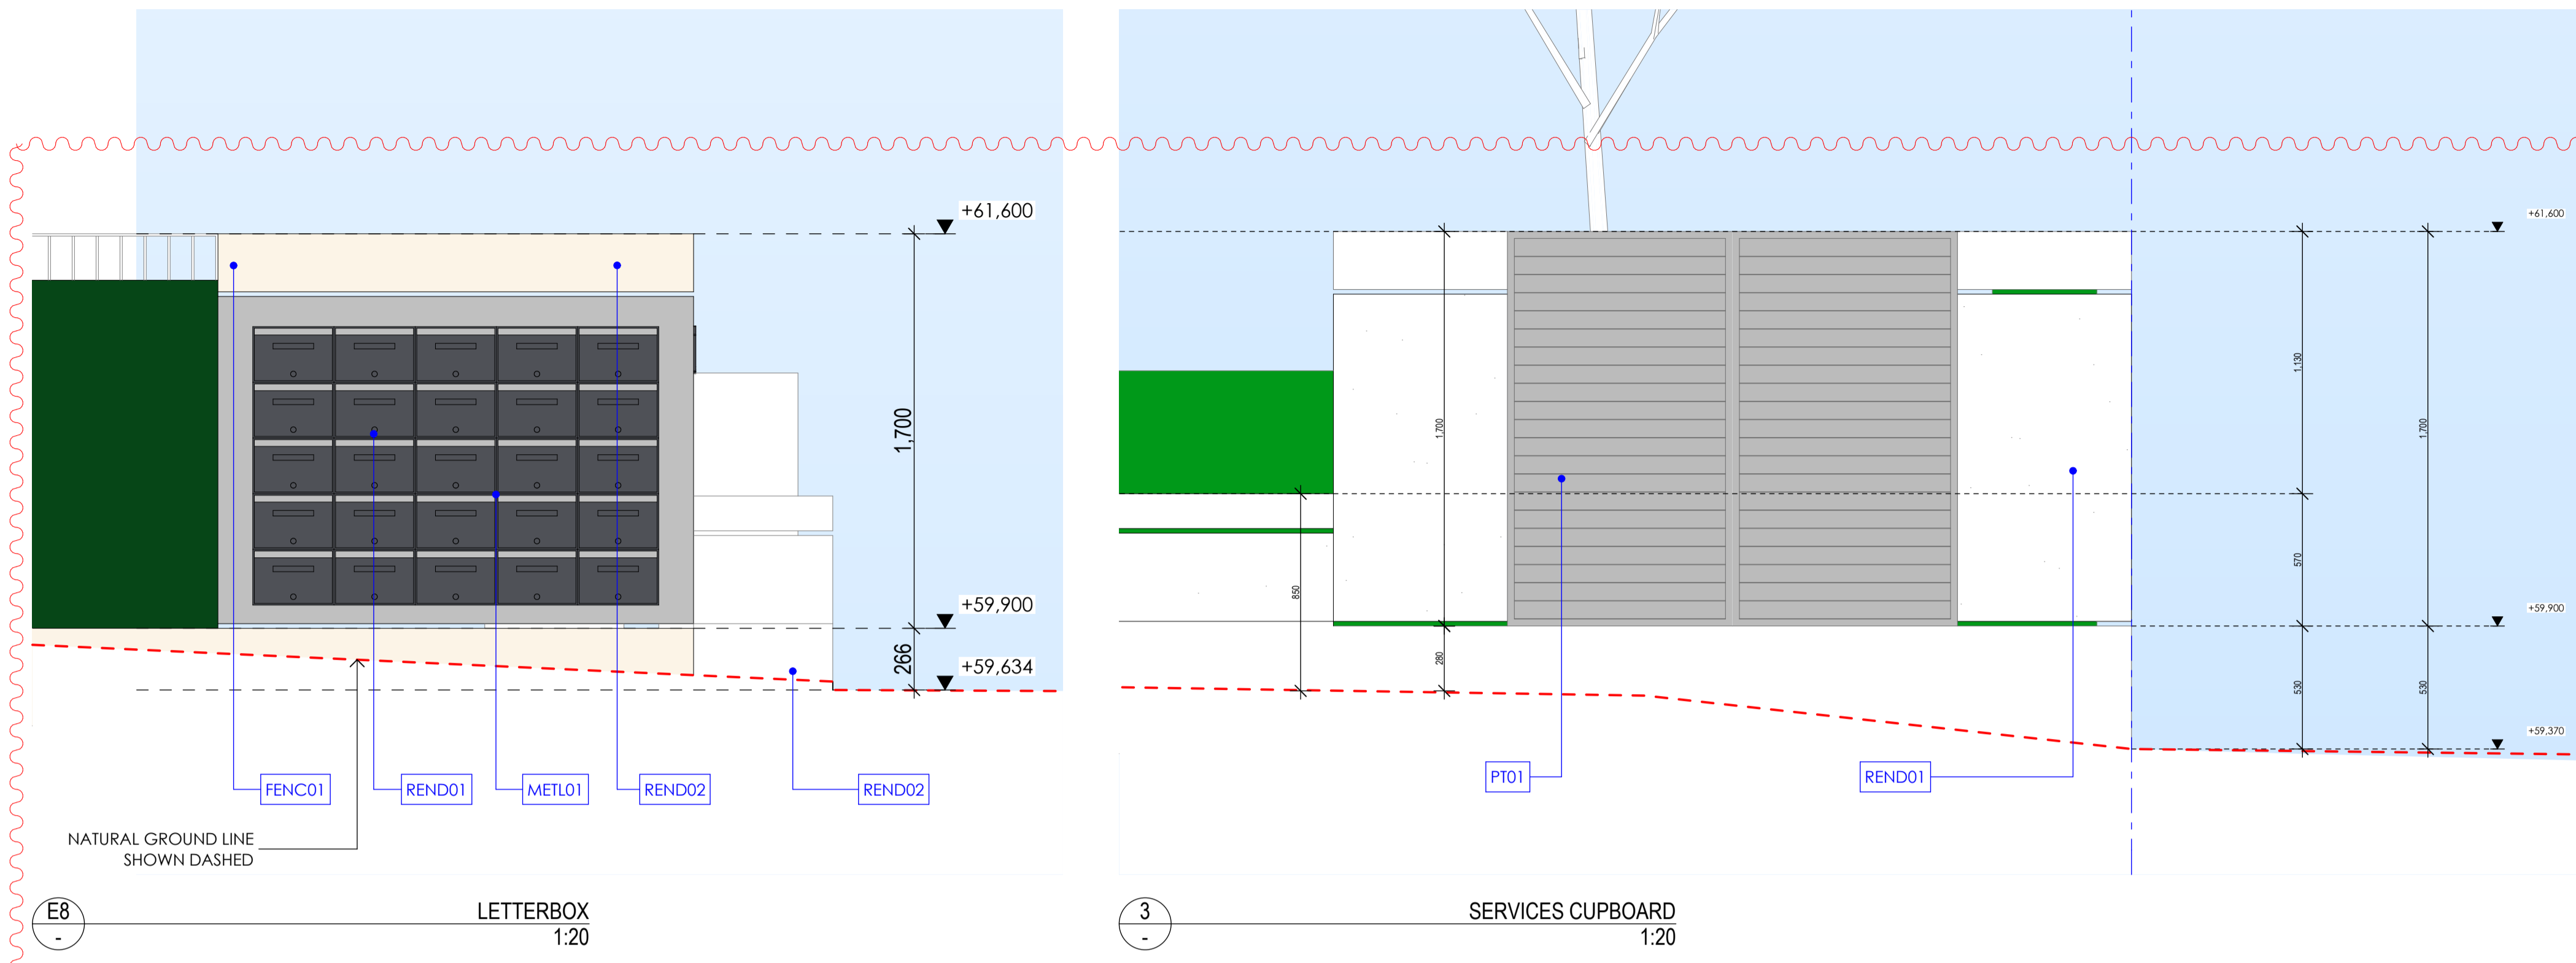 +61,600
1,700
+59,900
266
+59,634
FENC01
REND01
METL01
REND02
REND02
NATURAL GROUND LINE
SHOWN DASHED
E8
-
LETTERBOX
1:20
+61,600
1,130
1,700
1,700
570
850
+59,900
280
530
530
+59,370
PT01
REND01
3
-
SERVICES CUPBOARD
1:20